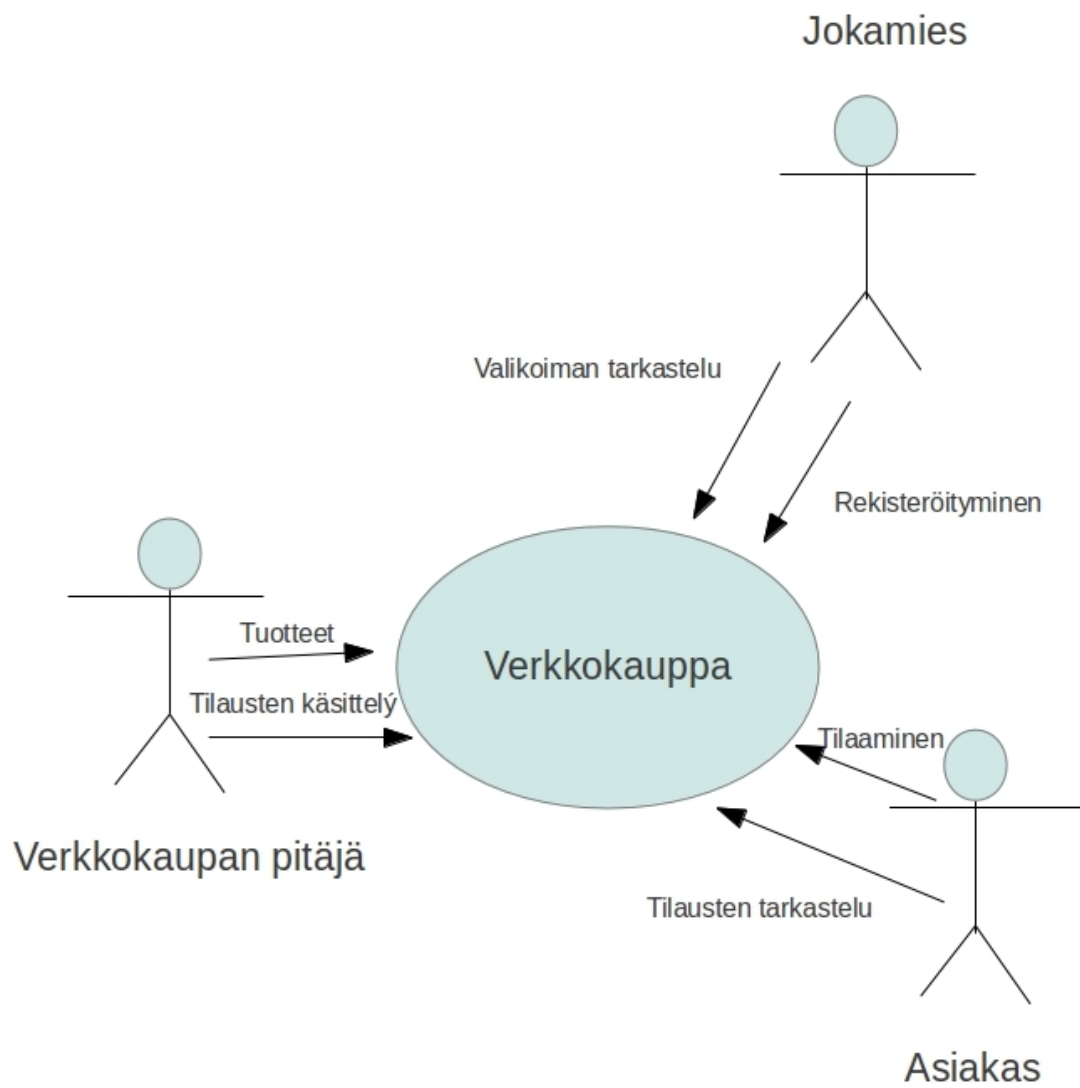 Jokamies
Valikoiman tarkastelu
Rekisteröityminen
Tuotteet
Verkkokauppa
Tilausten käsittelý
Tilaaminen
Verkkokaupan pitäjä
Tilausten tarkastelu
Asiakas